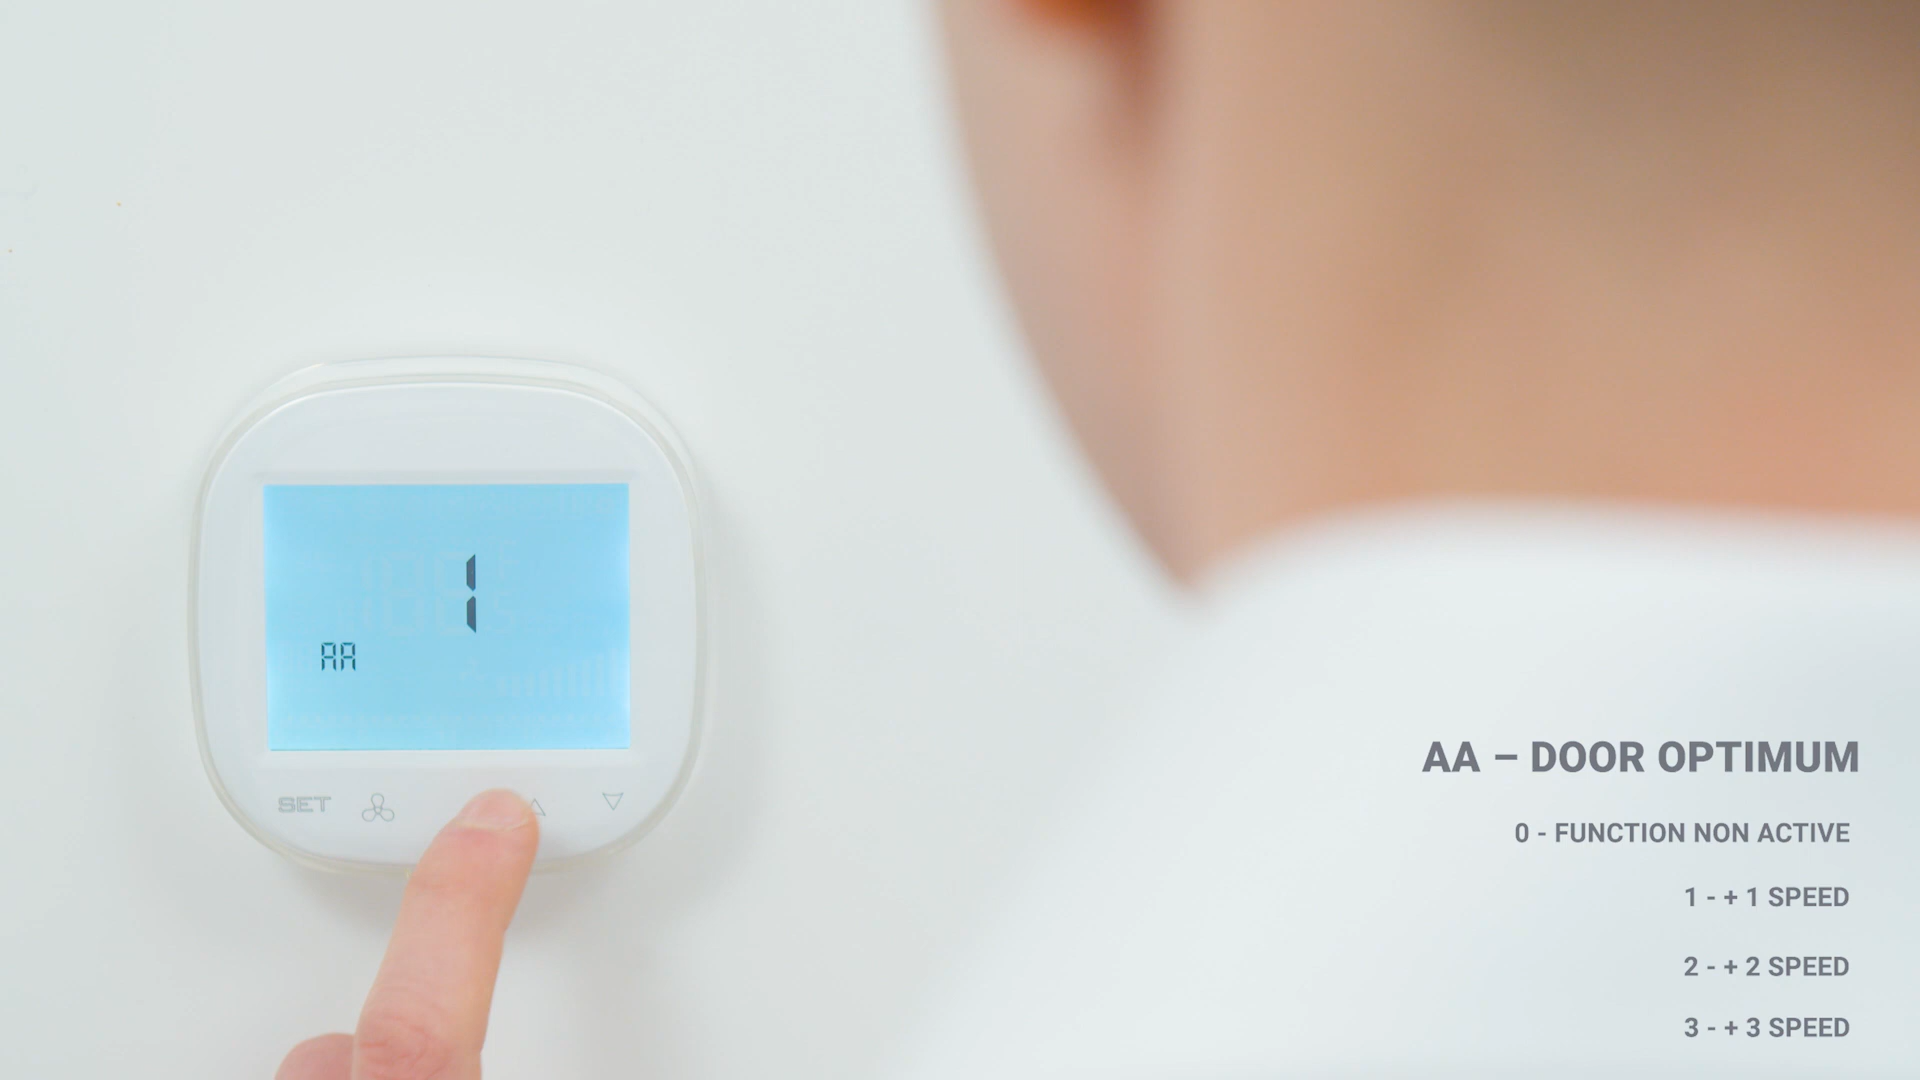 1
AA
SET
AA – DOOR OPTIMUM
0 - FUNCTION NON ACTIVE
1 - + 1 SPEED
2 - + 2 SPEED
3 - + 3 SPEED